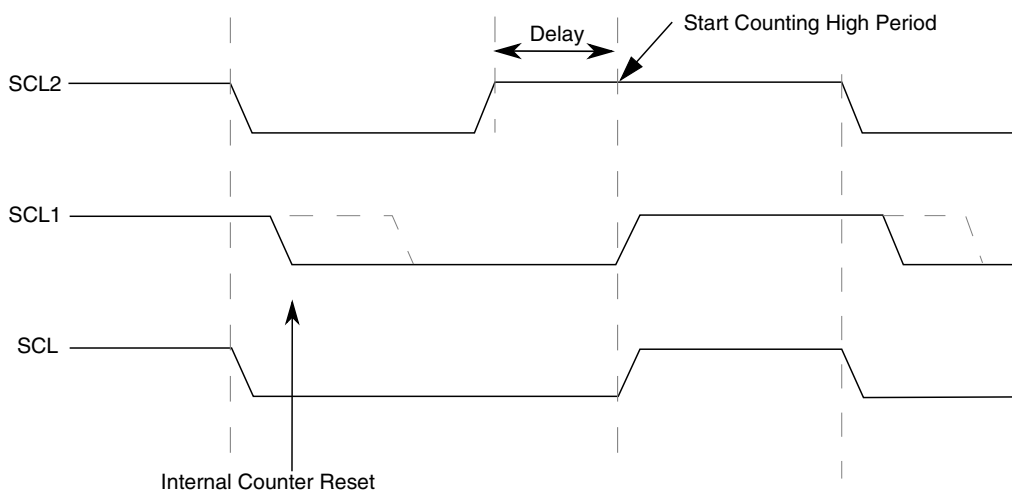 Start Counting High Period
Delay
SCL2
SCL1
SCL
Internal Counter Reset